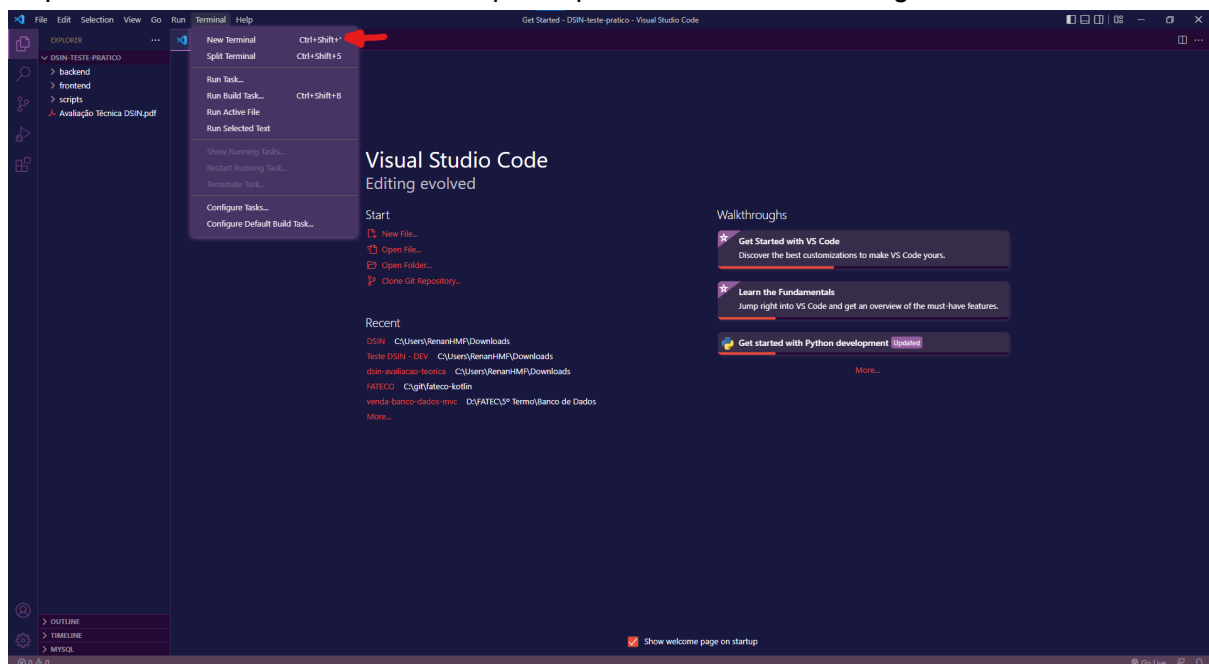 File Edit Selection View Go Run Terminal Help
Get Started - DSIN-teste-pratico - Visual Studio Code
EXPLORER
DSIN-TESTE-PRATICO
backend
frontend
scripts
Avaliação Técnica DSIN.pdf
New Terminal Ctrl+Shift+'
Split Terminal Ctrl+Shift+5
Run Task...
Run Build Task... Ctrl+Shift+B
Run Active File
Run Selected Text
Show Running Tasks...
Restart Running Task...
Terminate Task...
Configure Tasks...
Configure Default Build Task...
Visual Studio Code
Editing evolved
Start
New File...
Open File...
Open Folder...
Clone Git Repository...
Recent
DSIN C:\Users\RenanHMF\Downloads
Teste DSIN - DEV C:\Users\RenanHMF\Downloads
dsin-avaliacao-teorica C:\Users\RenanHMF\Downloads
FATECO C:\git\fateco-kotlin
venda-banco-dados-mvc D:\FATEC\5º Termo\Banco de Dados
More...
Walkthroughs
Get Started with VS Code
Discover the best customizations to make VS Code yours.
Learn the Fundamentals
Jump right into VS Code and get an overview of the must-have features.
Get started with Python development Updated
More...
OUTLINE
TIMELINE
MYSQL
Show welcome page on startup
0 0
Go Live